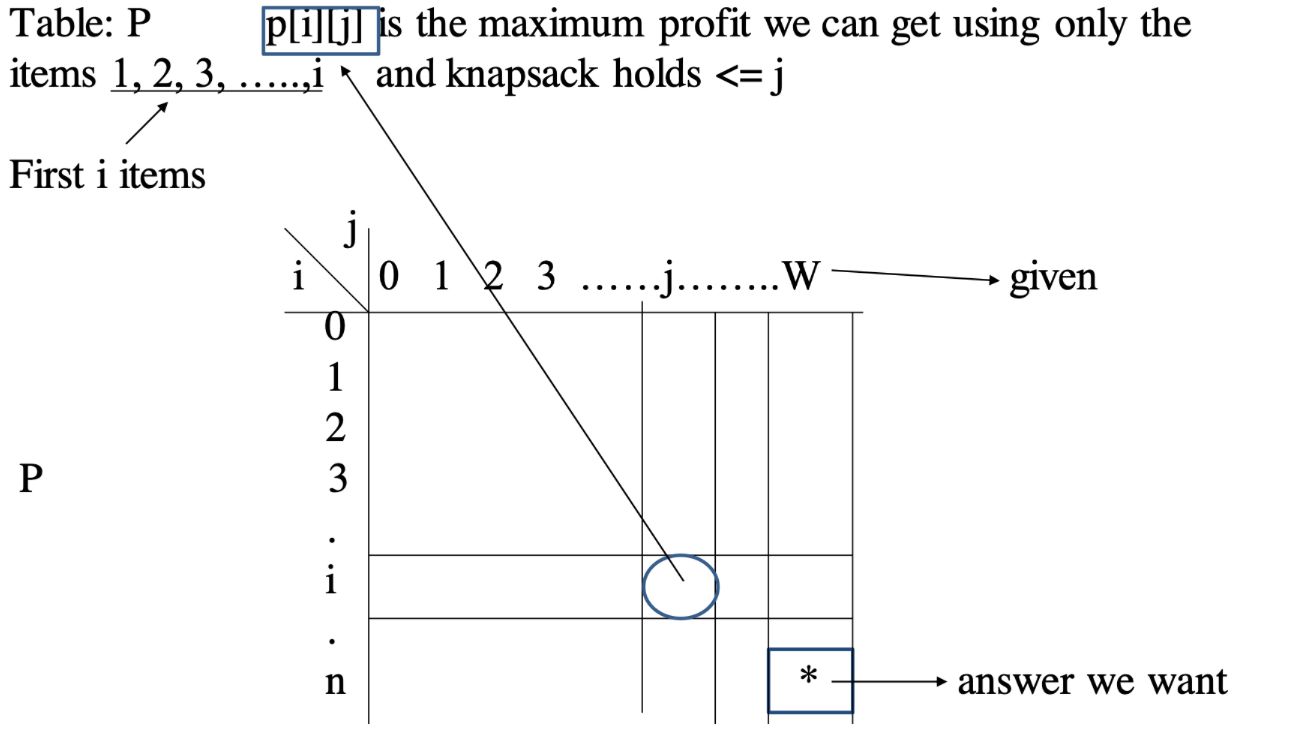 Table: P p[i][j] is the maximum profit we can get using only the
items 1, 2, 3, …..,i and knapsack holds <= j
First i items
j
i 0 1 2 3 ……j……..W given
0
1
2
P 3
.
i
.
n * answer we want